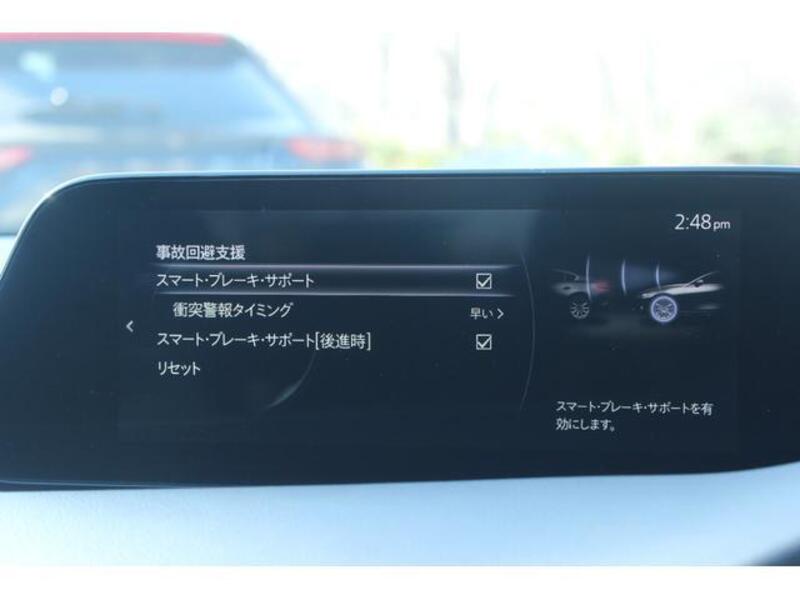 2:48pm
事故回避支援
スマート・ブレーキ・サポート
衝突警報タイミング 早い
スマート・ブレーキ・サポート[後進時]
リセット
スマート・ブレーキ・サポートを有
効にします。